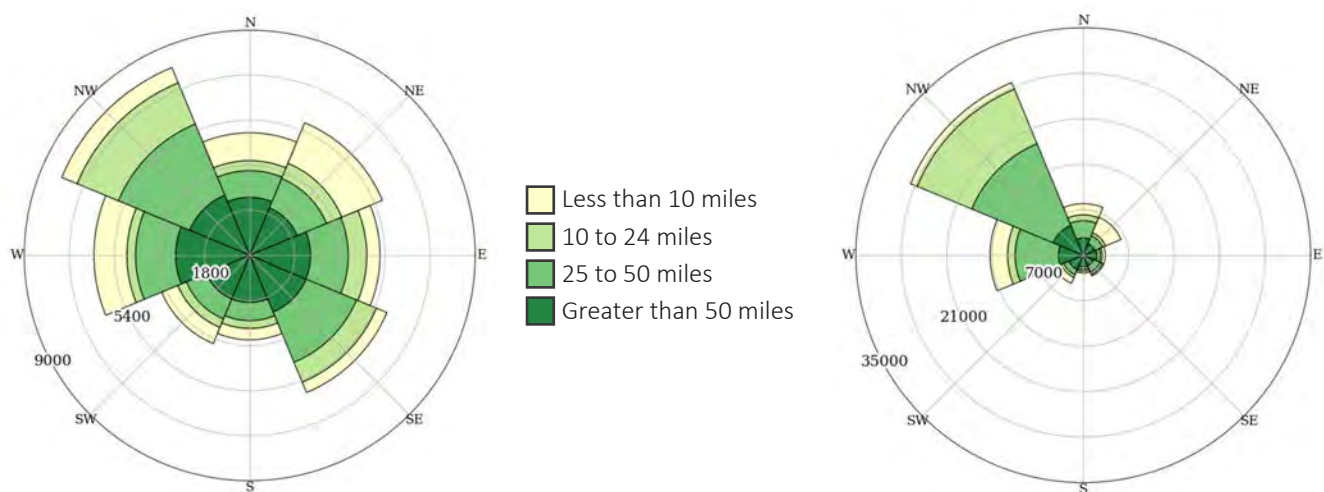 N
NW
NE
W
E
1800
5400
9000
SW
SE
S
Less than 10 miles
10 to 24 miles
25 to 50 miles
Greater than 50 miles
N
NW
NE
W
E
7000
21000
35000
SW
SE
S